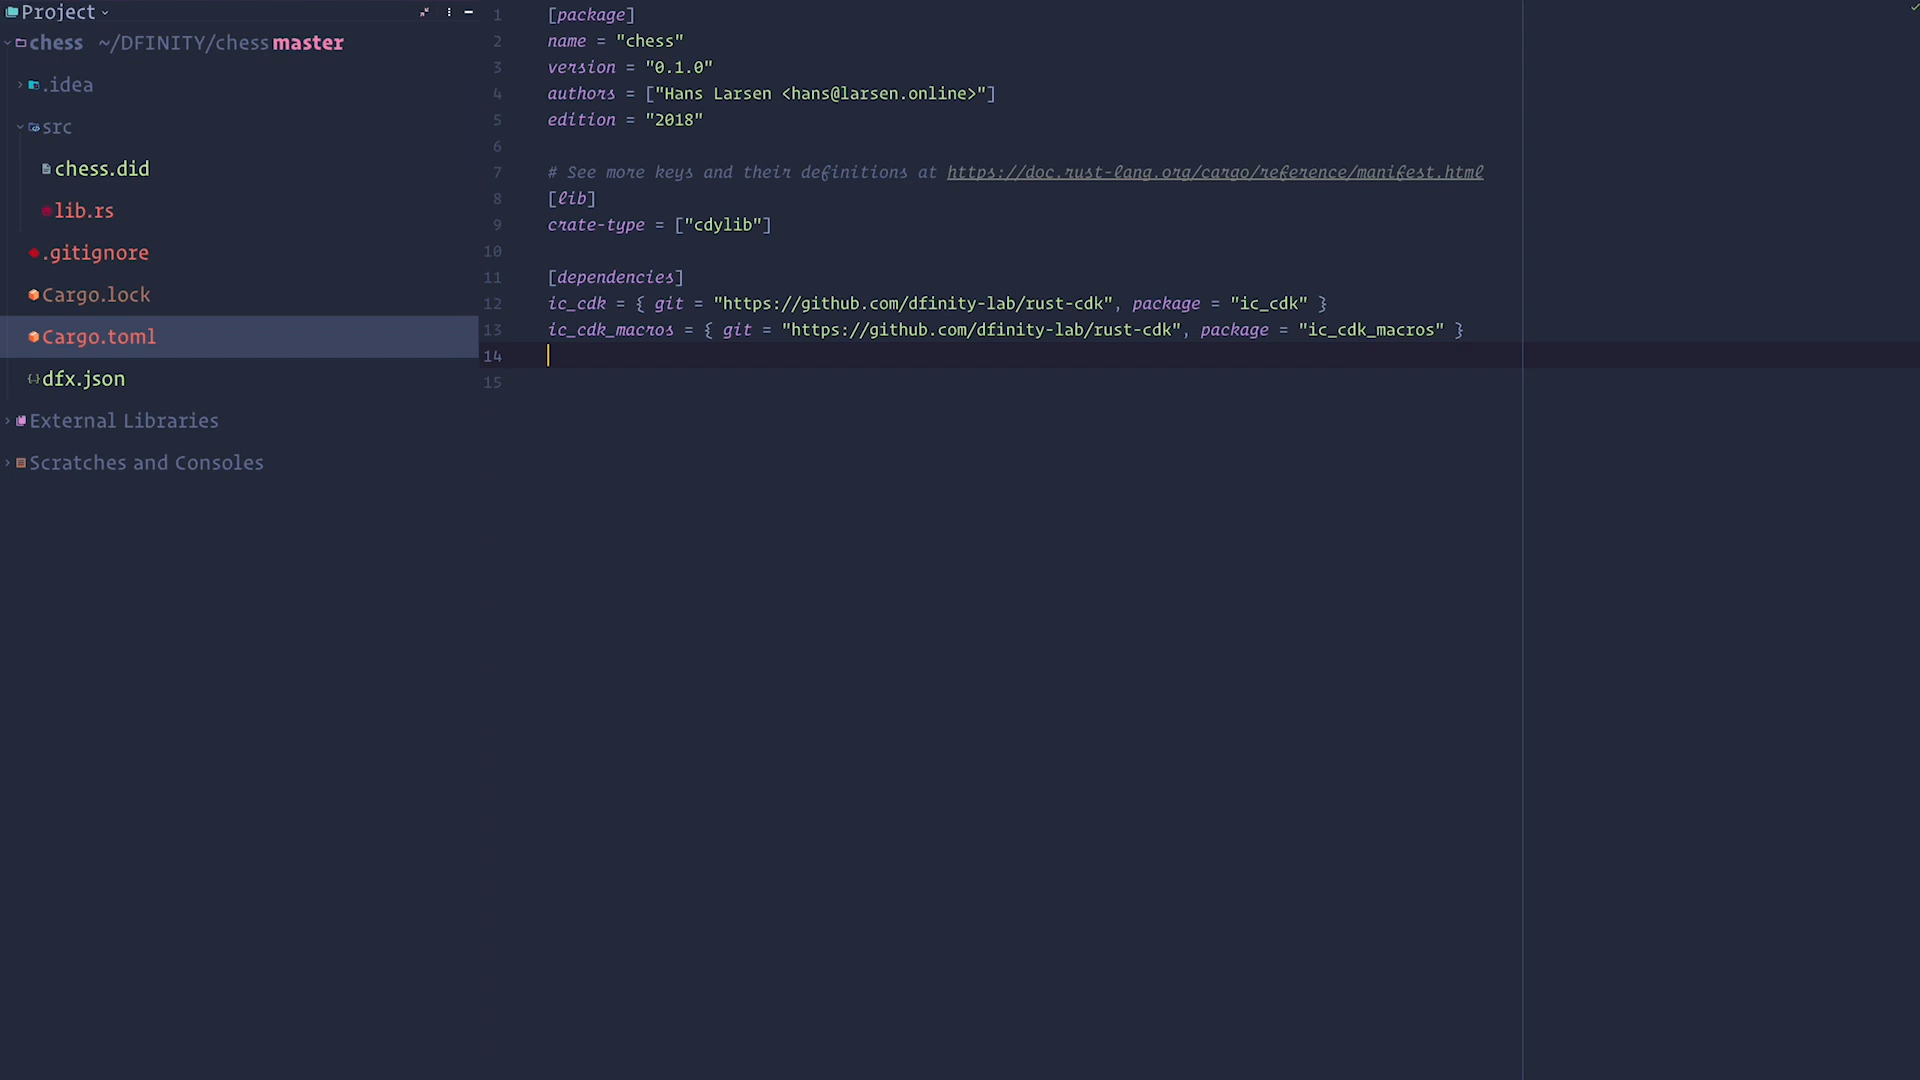 Project
chess ~/DFINITY/chess master
.idea
src
chess.did
lib.rs
.gitignore
Cargo.lock
Cargo.toml
dfx.json
External Libraries
Scratches and Consoles
1 [package]
2 name = "chess"
3 version = "0.1.0"
4 authors = ["Hans Larsen <hans@larsen.online>"]
5 edition = "2018"
6
7 # See more keys and their definitions at https://doc.rust-lang.org/cargo/reference/manifest.html
8 [lib]
9 crate-type = ["cdylib"]
10
11 [dependencies]
12 ic_cdk = { git = "https://github.com/dfinity-lab/rust-cdk", package = "ic_cdk" }
13 ic_cdk_macros = { git = "https://github.com/dfinity-lab/rust-cdk", package = "ic_cdk_macros" }
14
15